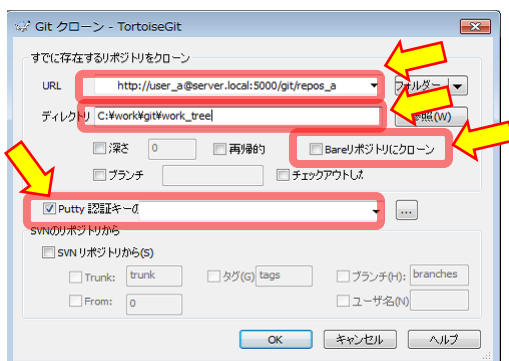 Git クローン - TortoiseGit
すでに存在するリポジトリをクローン
URL http://user_a@server.local:5000/git/repos_a フォルダー
ディレクトリ C:¥work¥git¥work_tree 参照(W)
深さ 0 再帰的 Bareリポジトリにクローン
ブランチ チェックアウトし
Putty 認証キーの ...
SVNのリポジトリから
SVN リポジトリから(S)
Trunk: trunk タグ(G) tags ブランチ(H): branches
From: 0 ユーザ名(N)
OK キャンセル ヘルプ